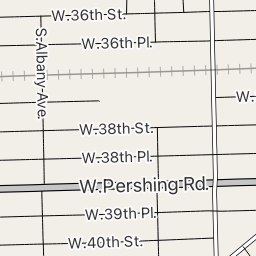 W. 36th St.
W. 36th Pl.
S. Albany Ave.
W.
W. 38th St.
W. 38th Pl.
W. Pershing Rd.
W. 39th Pl.
W. 40th St.